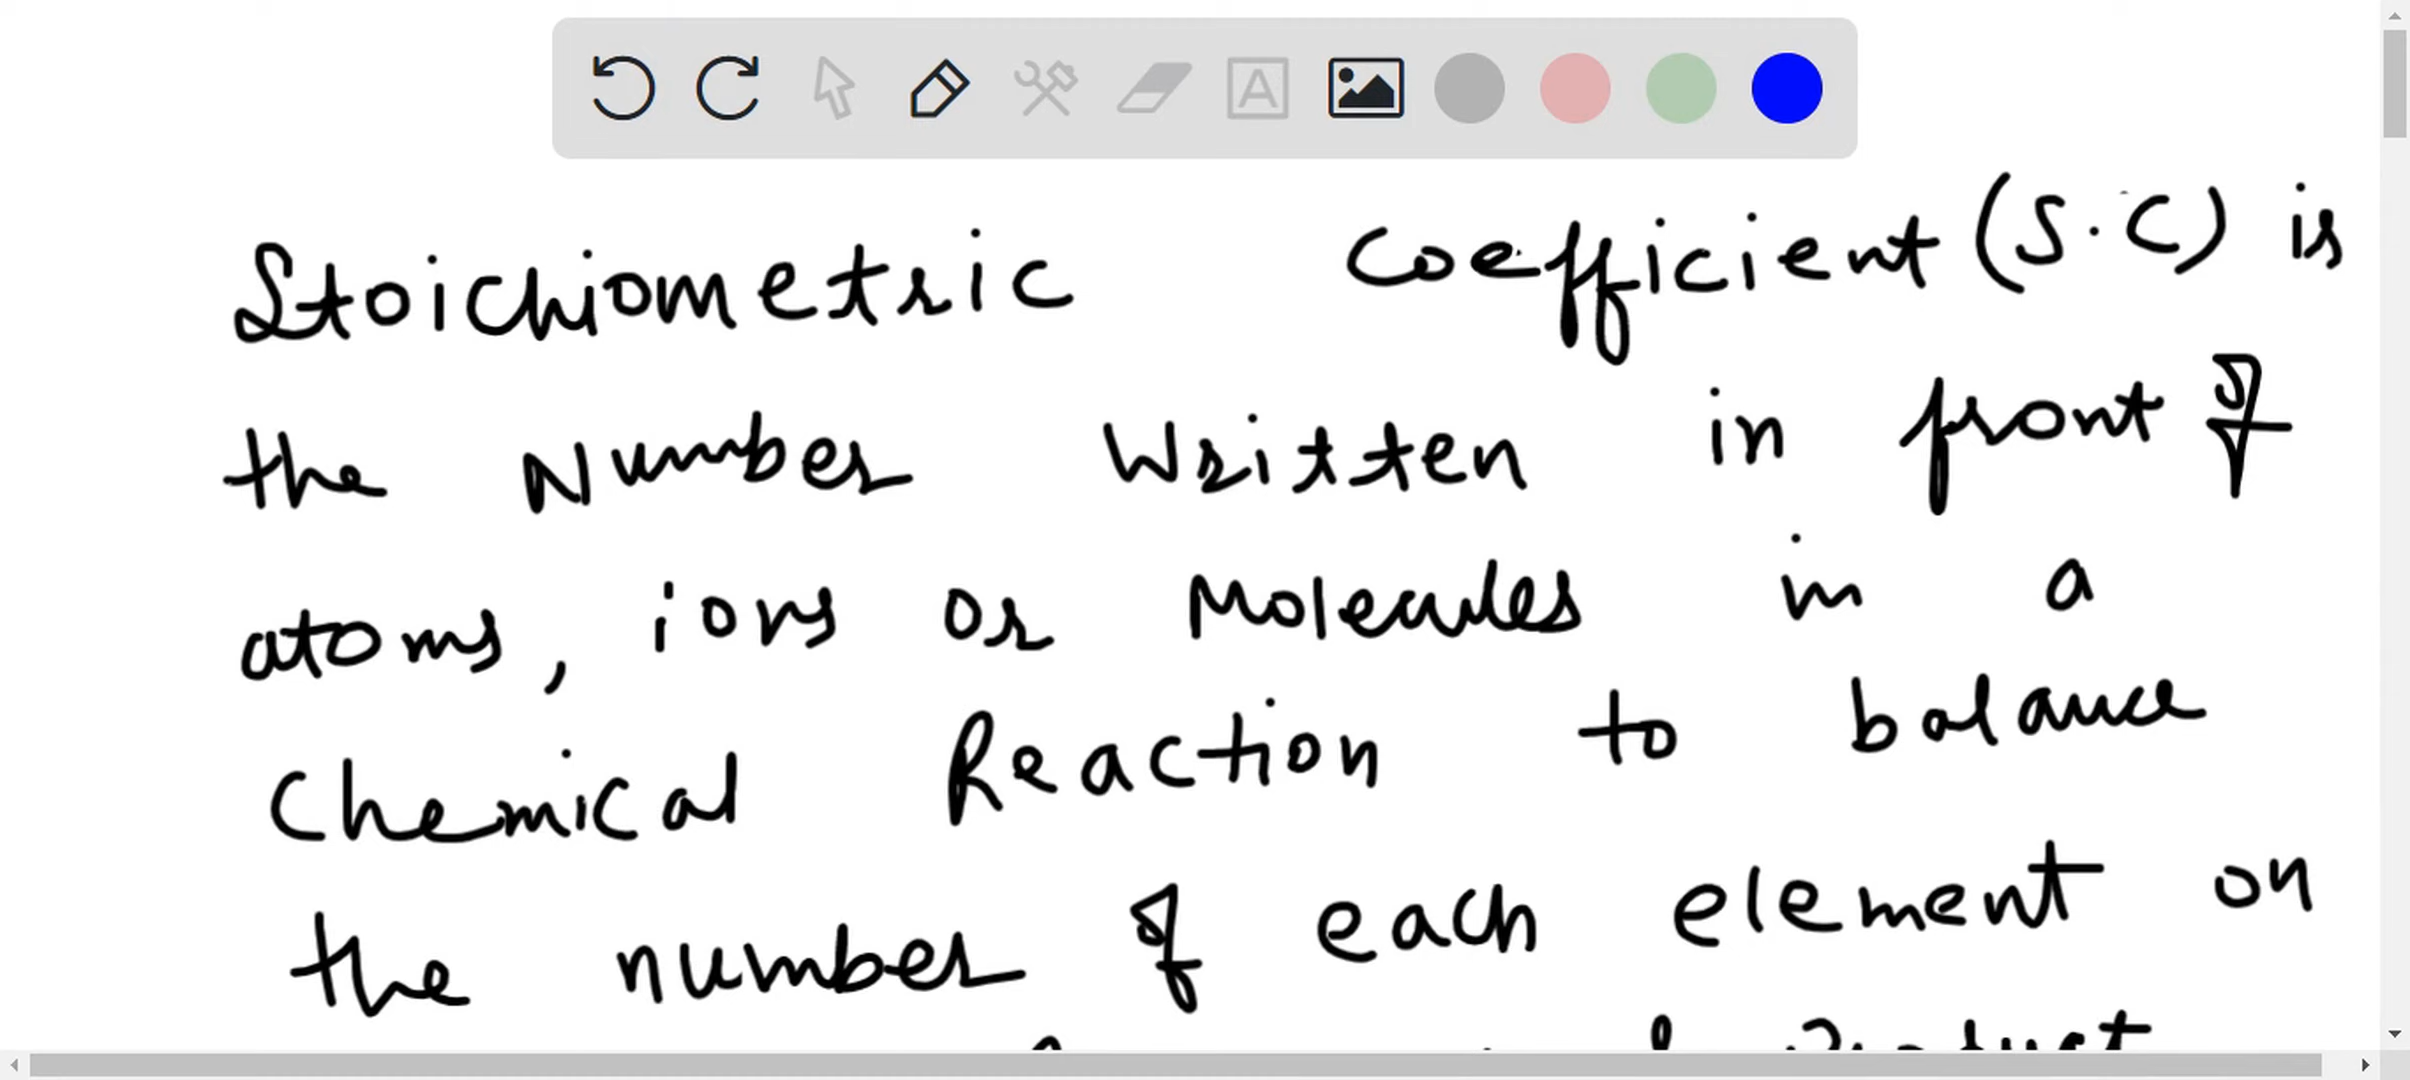 Stoichiometric Coefficient (S.C) is
the Number Written in front of
atoms, ions or Molecules in a
Chemical Reaction to balance
the number of each element on
Product